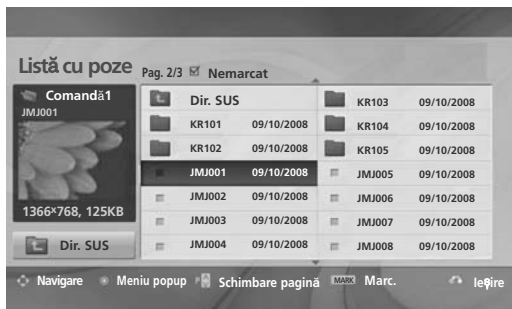 Listă cu poze Pag. 2/3 Nemarcat
Comandă1
JMJ001
1366x768, 125KB
Dir. SUS
Dir. SUS
KR101 09/10/2008
KR102 09/10/2008
JMJ001 09/10/2008
JMJ002 09/10/2008
JMJ003 09/10/2008
JMJ004 09/10/2008
KR103 09/10/2008
KR104 09/10/2008
KR105 09/10/2008
JMJ005 09/10/2008
JMJ006 09/10/2008
JMJ007 09/10/2008
JMJ008 09/10/2008
Navigare Meniu popup Schimbare pagină MARK Marc.